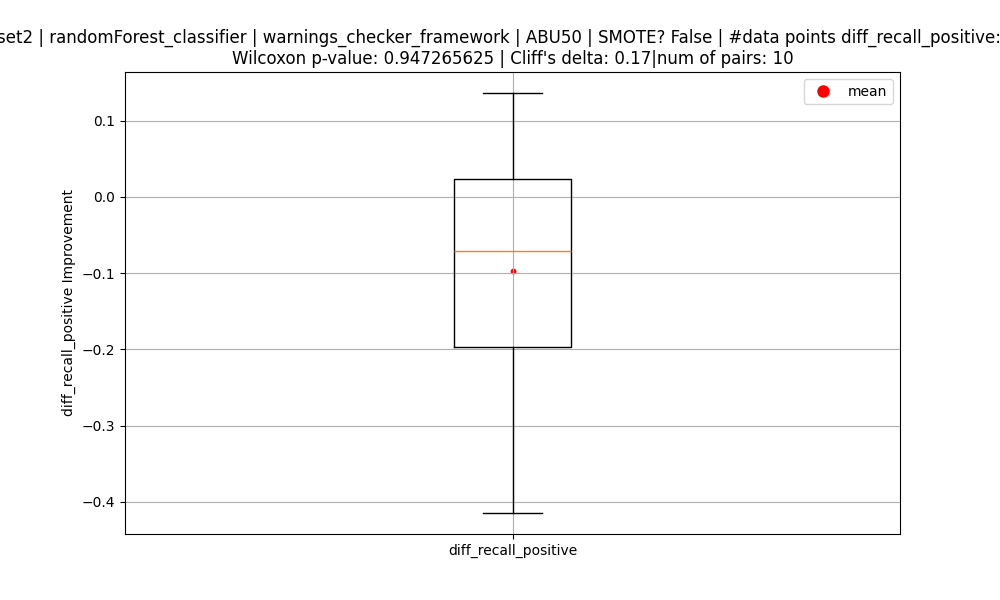 set2 | randomForest_classifier | warnings_checker_framework | ABU50 | SMOTE? False | #data points diff_recall_positive:
Wilcoxon p-value: 0.947265625 | Cliff's delta: 0.17|num of pairs: 10
mean
0.1
0.0
−0.1
−0.2
−0.3
−0.4
diff_recall_positive Improvement
diff_recall_positive